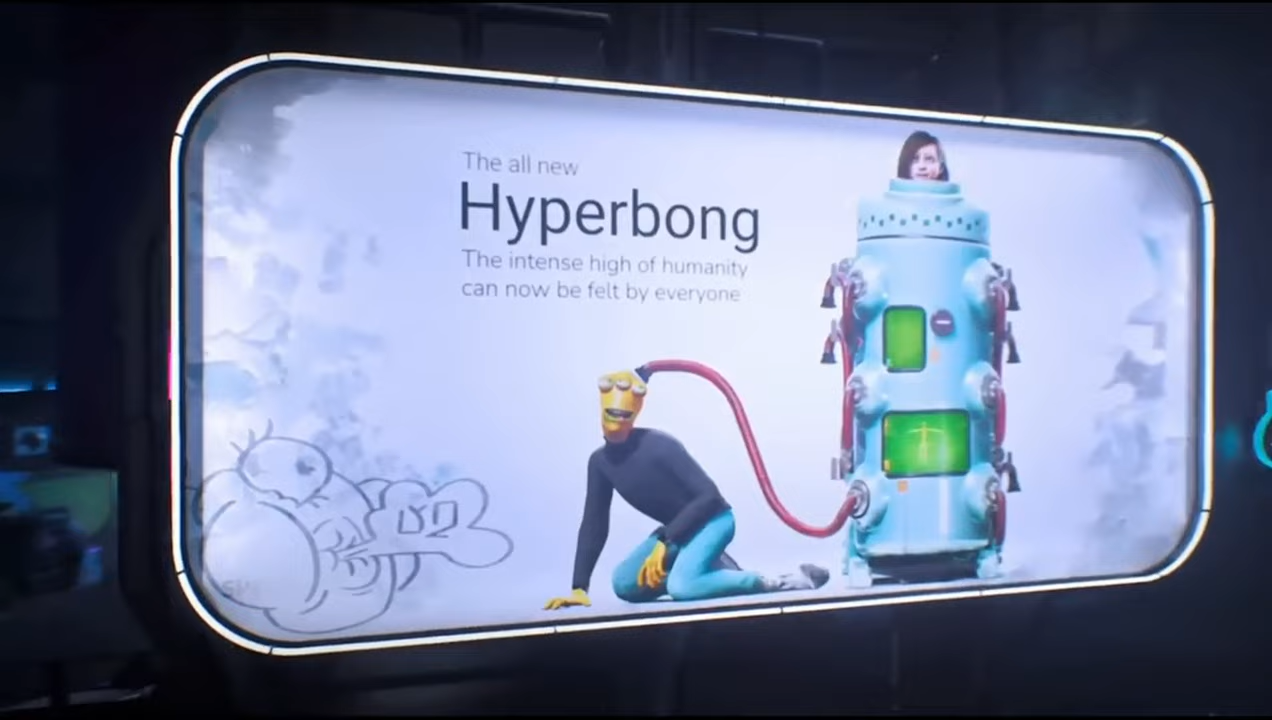 The all new
Hyperbong
The intense high of humanity
can now be felt by everyone